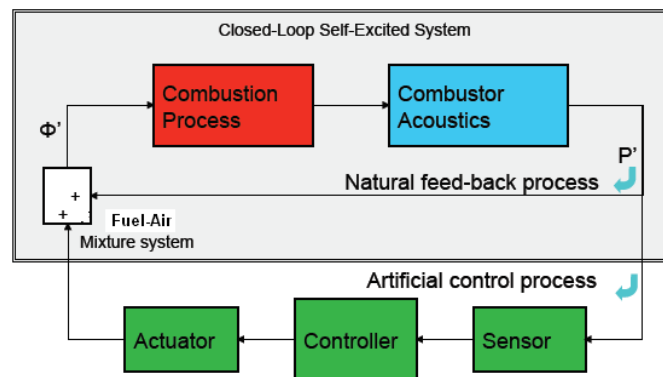 Closed-Loop Self-Excited System
Combustion
Process
Combustor
Acoustics
Φ'
P'
Natural feed-back process
+
+
Fuel-Air
Mixture system
Artificial control process
Actuator
Controller
Sensor